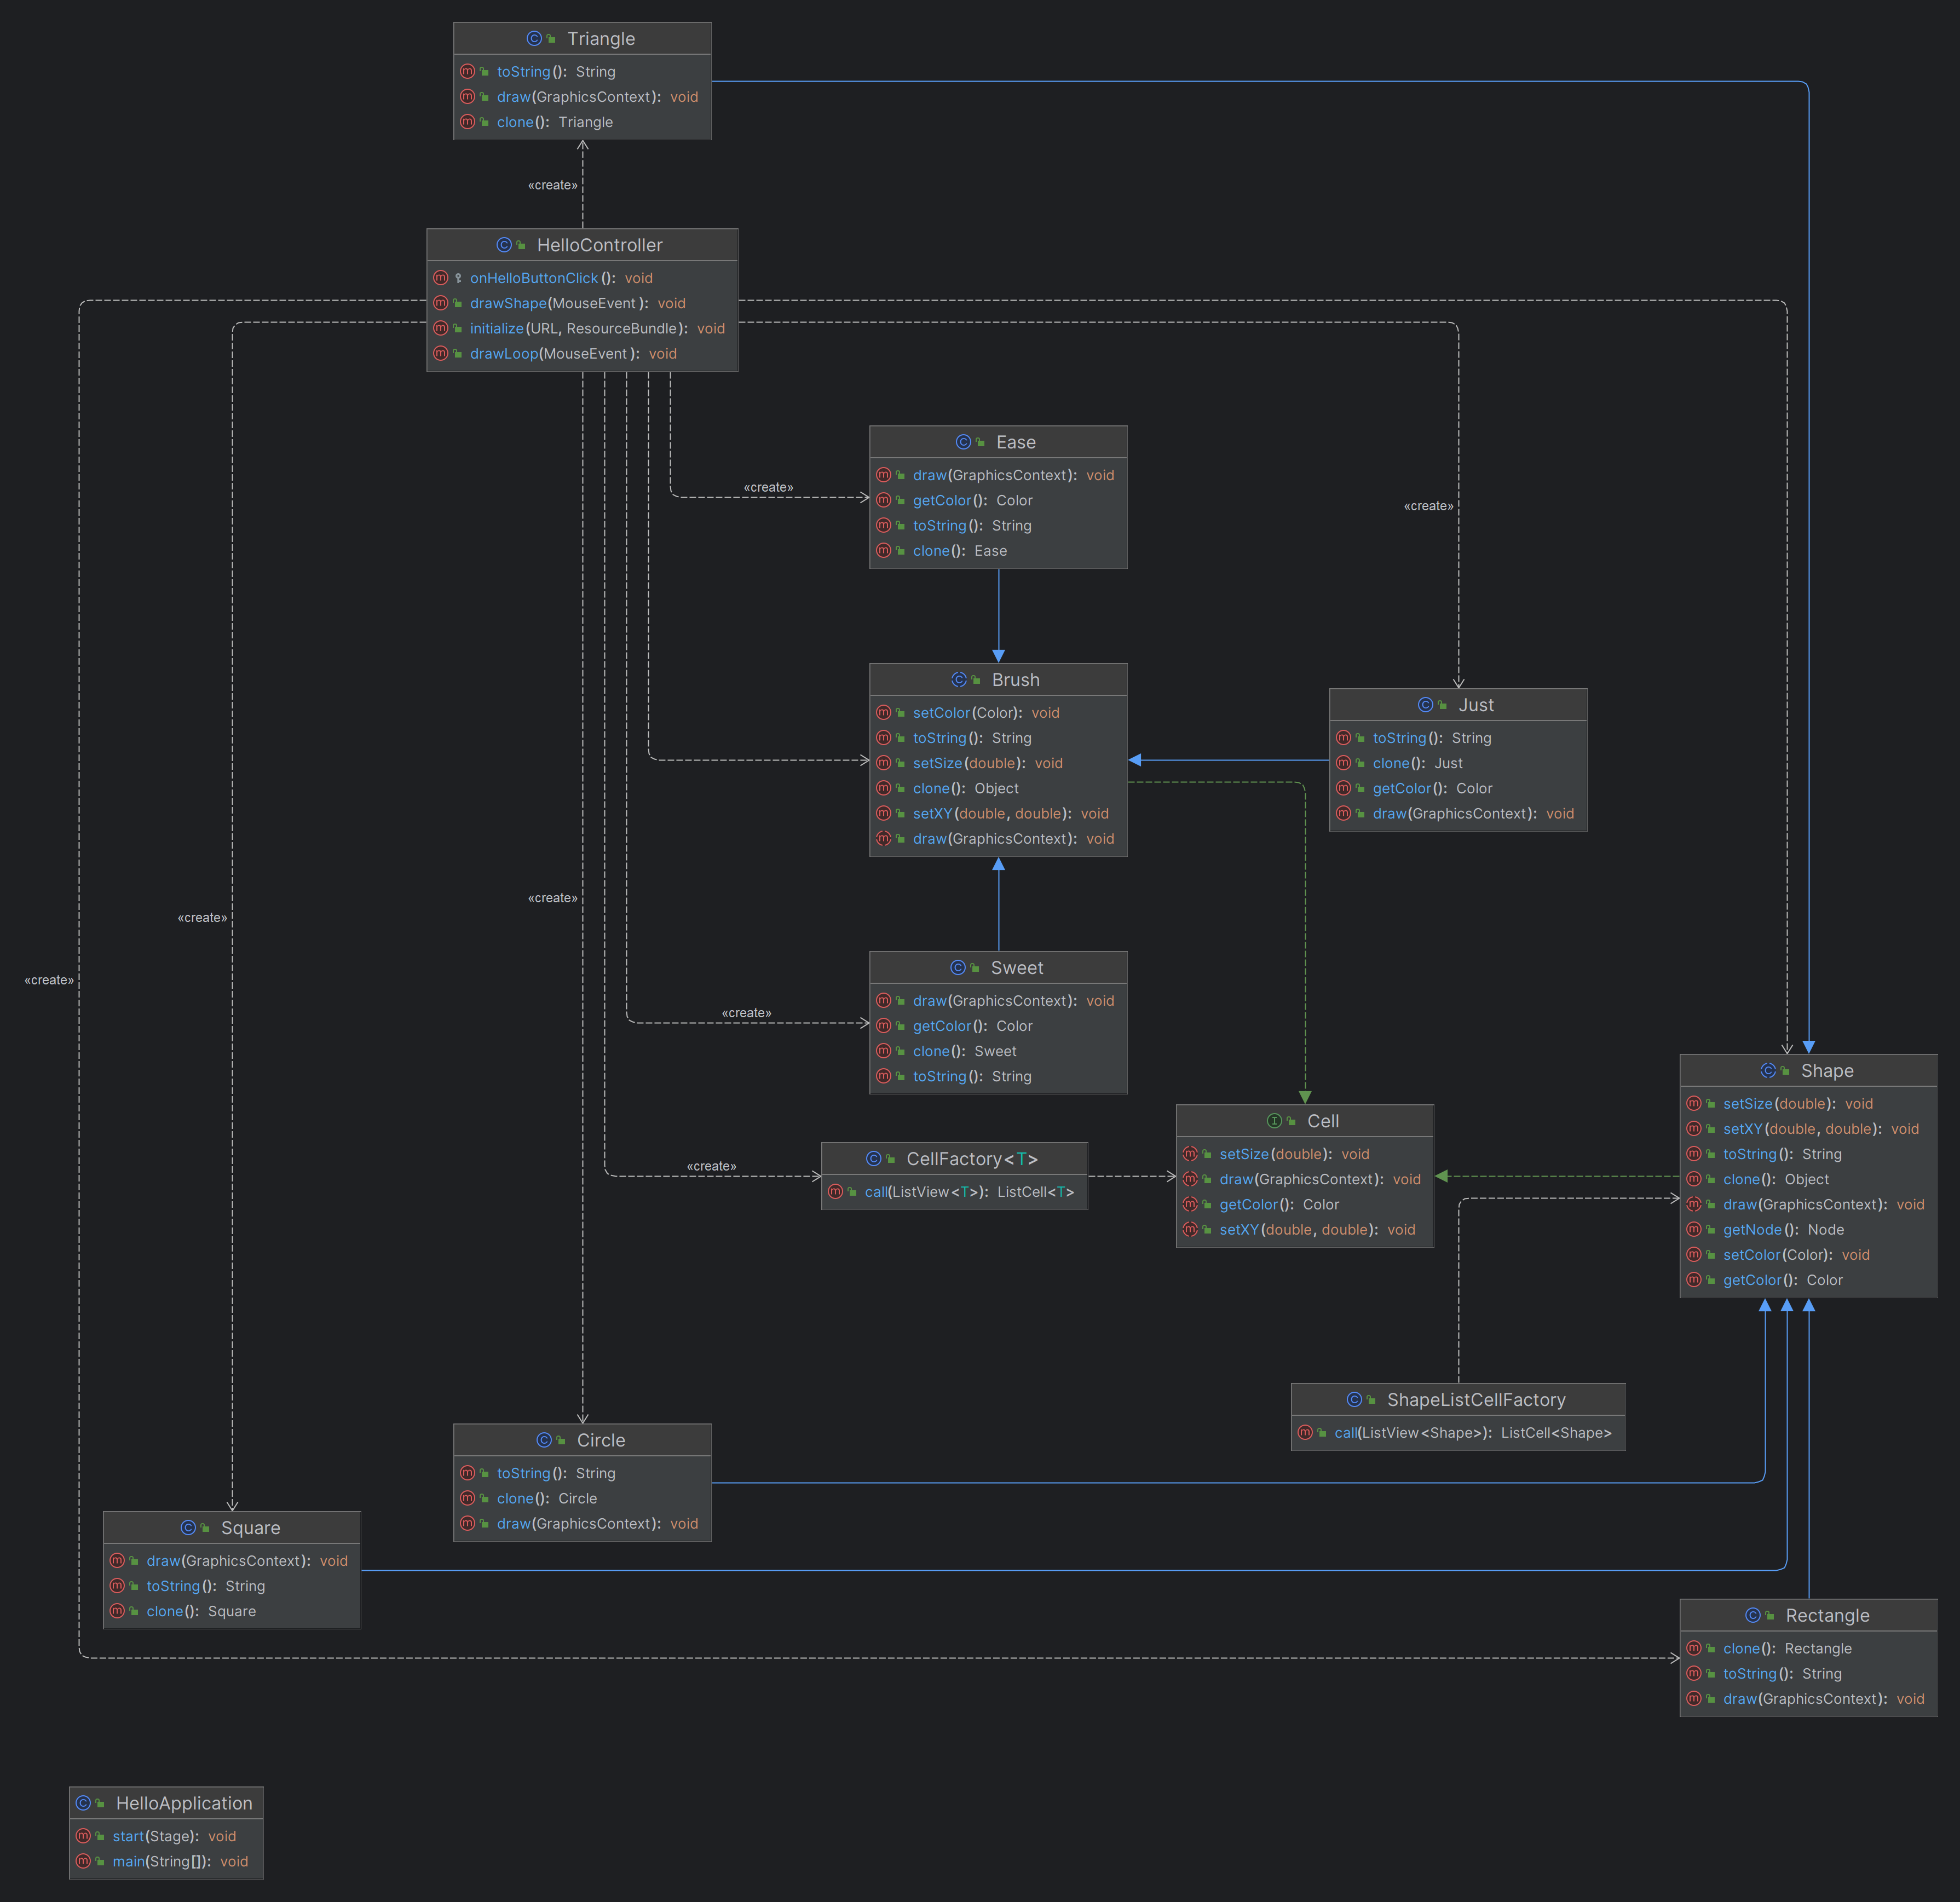 Triangle
toString(): String
draw(GraphicsContext): void
clone(): Triangle
«create»
HelloController
onHelloButtonClick(): void
drawShape(MouseEvent): void
initialize(URL, ResourceBundle): void
drawLoop(MouseEvent): void
Ease
draw(GraphicsContext): void
getColor(): Color
toString(): String
clone(): Ease
«create»
«create»
Brush
setColor(Color): void
toString(): String
setSize(double): void
clone(): Object
setXY(double, double): void
draw(GraphicsContext): void
Just
toString(): String
clone(): Just
getColor(): Color
draw(GraphicsContext): void
«create»
«create»
«create»
Sweet
draw(GraphicsContext): void
getColor(): Color
clone(): Sweet
toString(): String
«create»
Shape
setSize(double): void
setXY(double, double): void
toString(): String
clone(): Object
draw(GraphicsContext): void
getNode(): Node
setColor(Color): void
getColor(): Color
Cell
setSize(double): void
draw(GraphicsContext): void
getColor(): Color
setXY(double, double): void
«create»
CellFactory<T>
call(ListView<T>): ListCell<T>
ShapeListCellFactory
call(ListView<Shape>): ListCell<Shape>
Circle
toString(): String
clone(): Circle
draw(GraphicsContext): void
Square
draw(GraphicsContext): void
toString(): String
clone(): Square
Rectangle
clone(): Rectangle
toString(): String
draw(GraphicsContext): void
HelloApplication
start(Stage): void
main(String[]): void